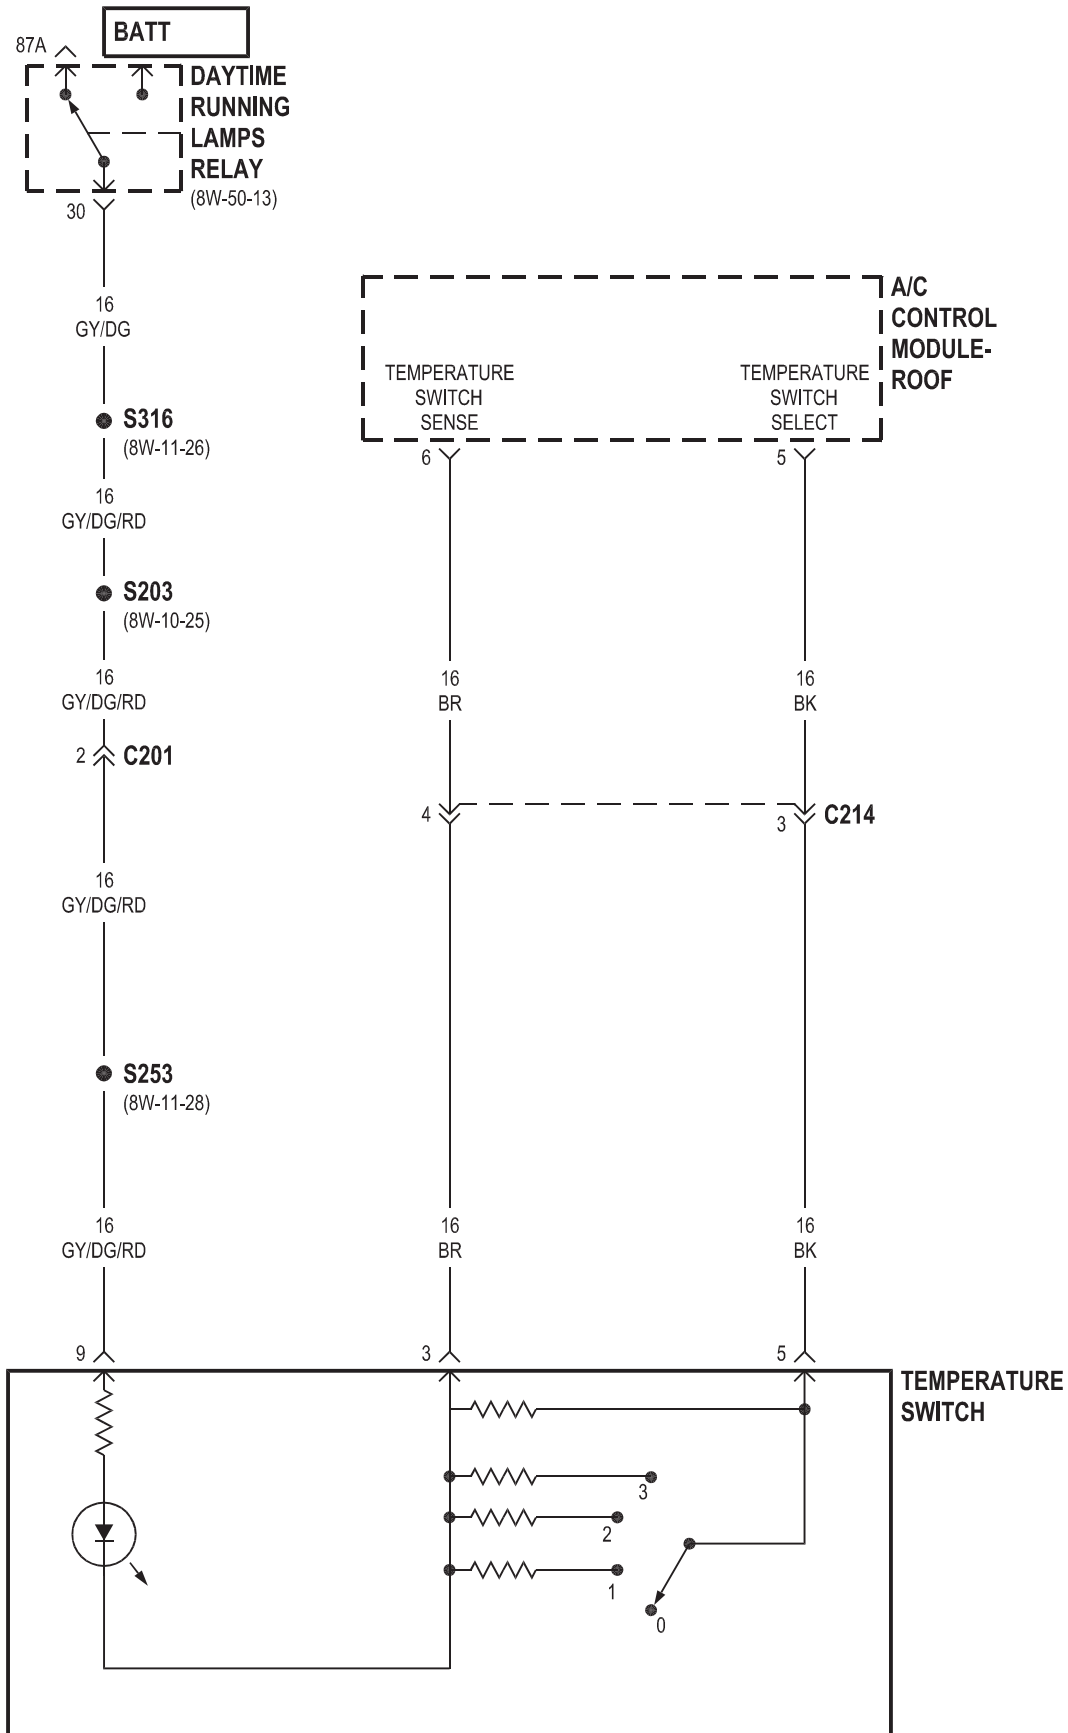 BATT
87A
DAYTIME
RUNNING
LAMPS
RELAY
(8W-50-13)
30
16
GY/DG
A/C
CONTROL
MODULE-
ROOF
TEMPERATURE
SWITCH
SENSE
TEMPERATURE
SWITCH
SELECT
S316
(8W-11-26)
6
5
16
GY/DG/RD
S203
(8W-10-25)
16
GY/DG/RD
16
BR
16
BK
2
C201
4
3
C214
16
GY/DG/RD
S253
(8W-11-28)
16
GY/DG/RD
16
BR
16
BK
9
3
5
TEMPERATURE
SWITCH
3
2
1
0